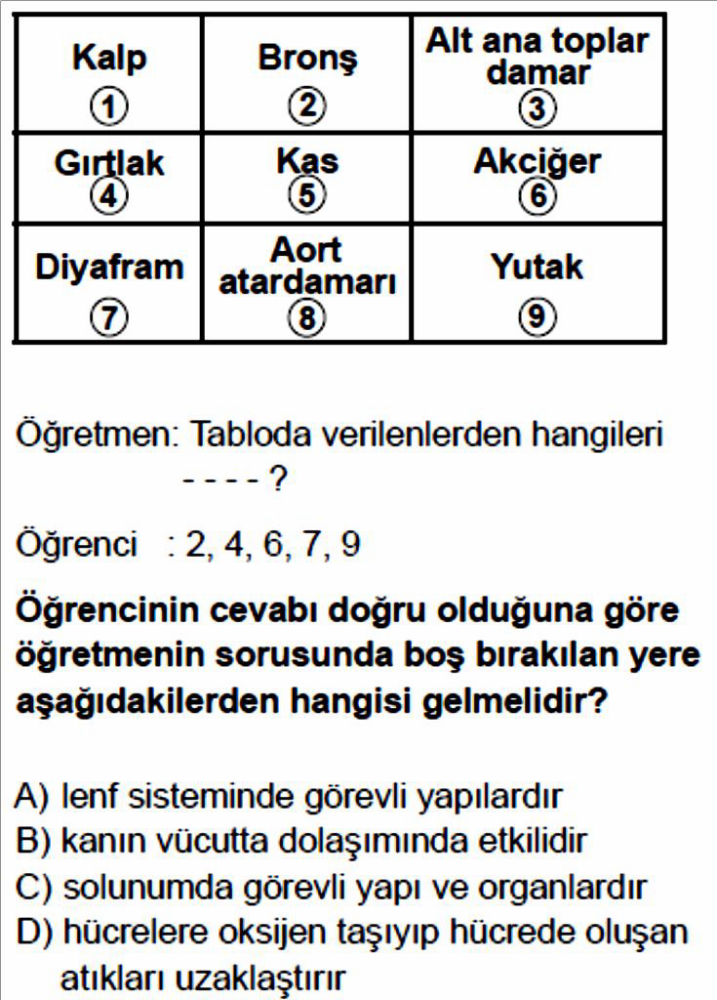 Kalp
①
Bronş
②
Alt ana toplar
damar
③
Gırtlak
④
Kas
⑤
Akciğer
⑥
Diyafram
⑦
Aort
atardamarı
⑧
Yutak
⑨
Öğretmen: Tabloda verilenlerden hangileri
- - - - ?
Öğrenci : 2, 4, 6, 7, 9
Öğrencinin cevabı doğru olduğuna göre
öğretmenin sorusunda boş bırakılan yere
aşağıdakilerden hangisi gelmelidir?
A) lenf sisteminde görevli yapılardır
B) kanın vücutta dolaşımında etkilidir
C) solunumda görevli yapı ve organlardır
D) hücrelere oksijen taşıyıp hücrede oluşan
atıkları uzaklaştırır